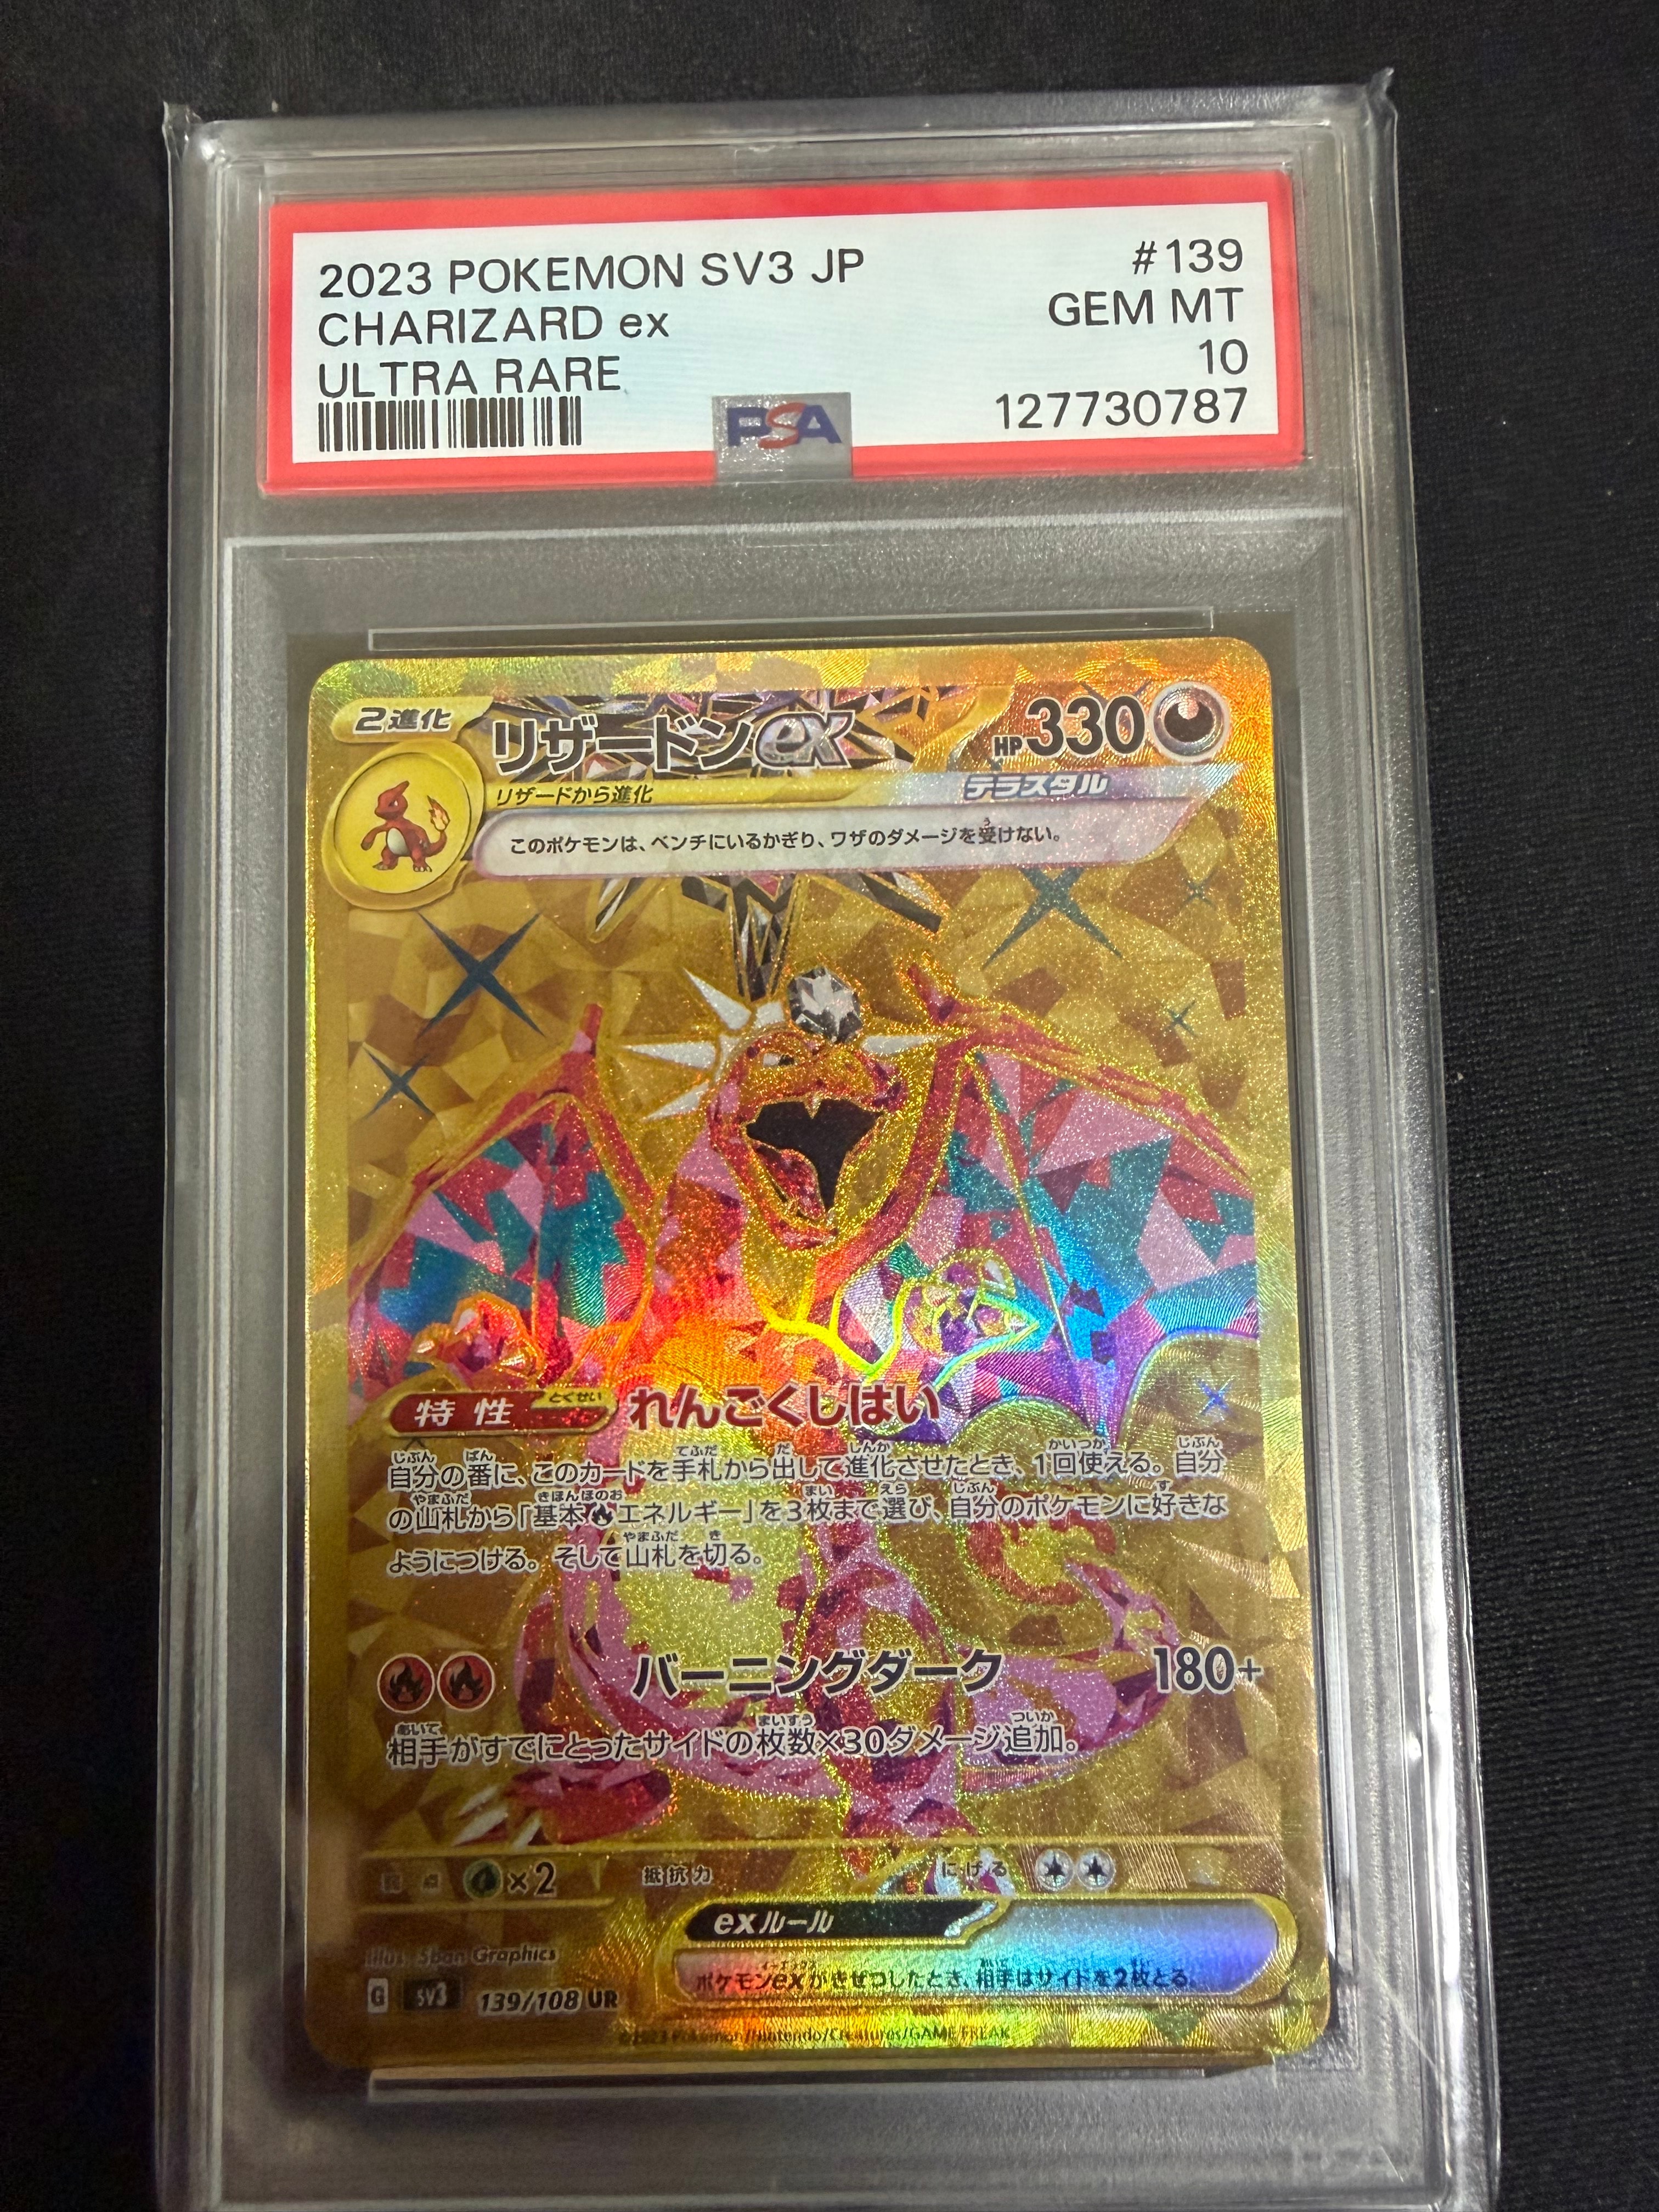 2023 POKEMON SV3 JP #139
CHARIZARD ex GEM MT
ULTRA RARE 10
127730787
PSA
2進化 リザードンex HP330
リザードから進化 テラスタル
このポケモンは、ベンチにいるかぎり、ワザのダメージを受けない。
特性 れんごくしはい
自分の番に、このカードを手札から出して進化させたとき、1回使える。自分
の山札から「基本エネルギー」を3枚まで選び、自分のポケモンに好きな
ようにつける。そして山札を切る。
バーニングダーク 180+
相手がすでにとったサイドの枚数×30ダメージ追加。
×2 抵抗力 にげる
exルール
ポケモンexがきぜつしたとき、相手はサイドを2枚とる。
Illus. 5ban Graphics
G SV3 139/108 UR
©2023 Pokémon/Nintendo/Creatures/GAME FREAK
PSA